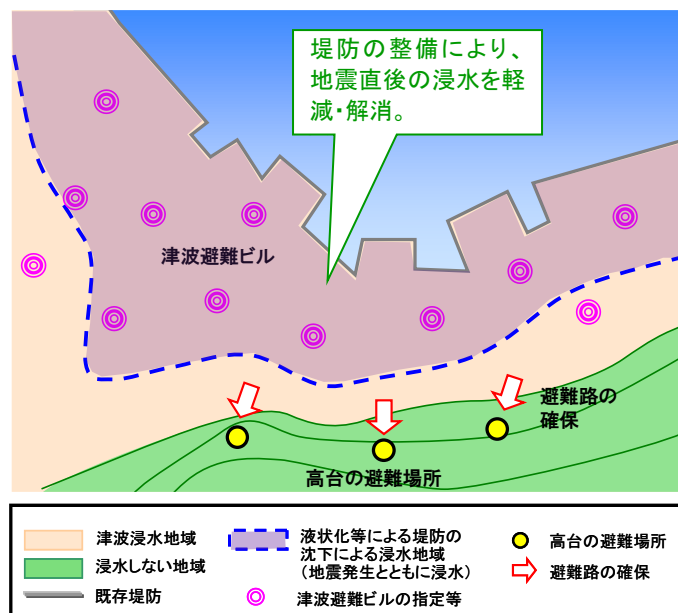 堤防の整備により、
地震直後の浸水を軽
減・解消。
津波避難ビル
避難路の
確保
高台の避難場所
津波浸水地域
浸水しない地域
既存堤防
液状化等による堤防の
沈下による浸水地域
(地震発生とともに浸水)
津波避難ビルの指定等
高台の避難場所
避難路の確保